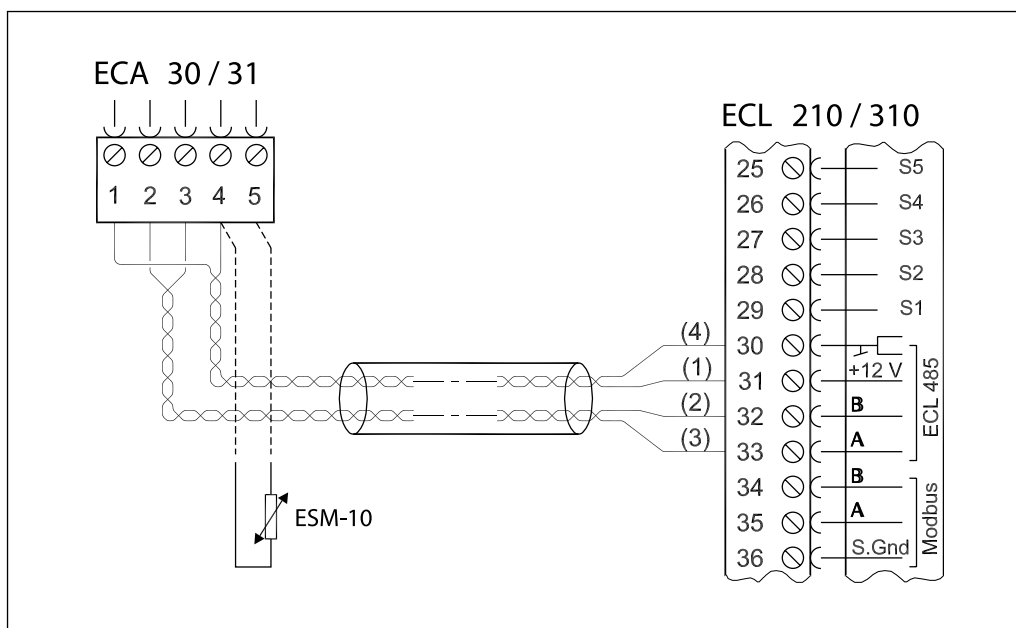 ECA 30 / 31
1 2 3 4 5
ECL 210 / 310
25 S5
26 S4
27 S3
28 S2
29 S1
(4) 30
(1) 31 +12 V
(2) 32 B
(3) 33 A
ECL 485
34 B
35 A
36 S.Gnd
Modbus
ESM-10